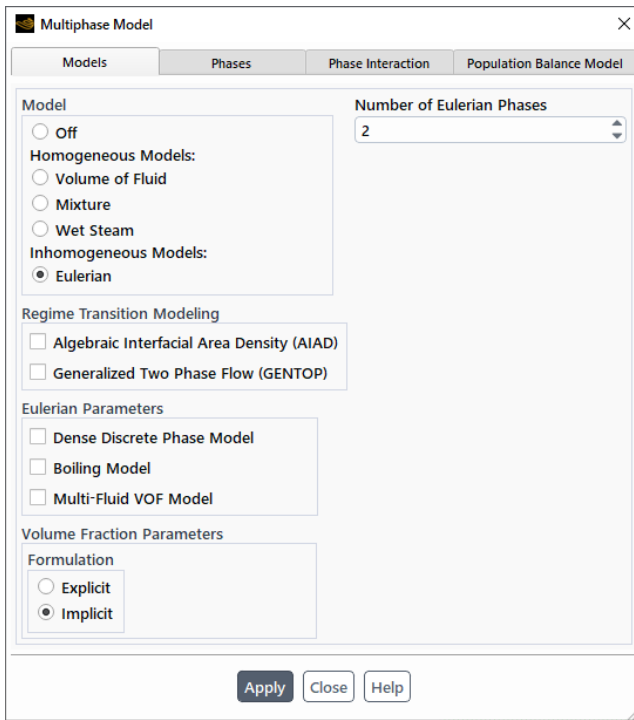 Multiphase Model
Models Phases Phase Interaction Population Balance Model
Model
Off
Homogeneous Models:
Volume of Fluid
Mixture
Wet Steam
Inhomogeneous Models:
Eulerian
Number of Eulerian Phases
2
Regime Transition Modeling
Algebraic Interfacial Area Density (AIAD)
Generalized Two Phase Flow (GENTOP)
Eulerian Parameters
Dense Discrete Phase Model
Boiling Model
Multi-Fluid VOF Model
Volume Fraction Parameters
Formulation
Explicit
Implicit
Apply Close Help